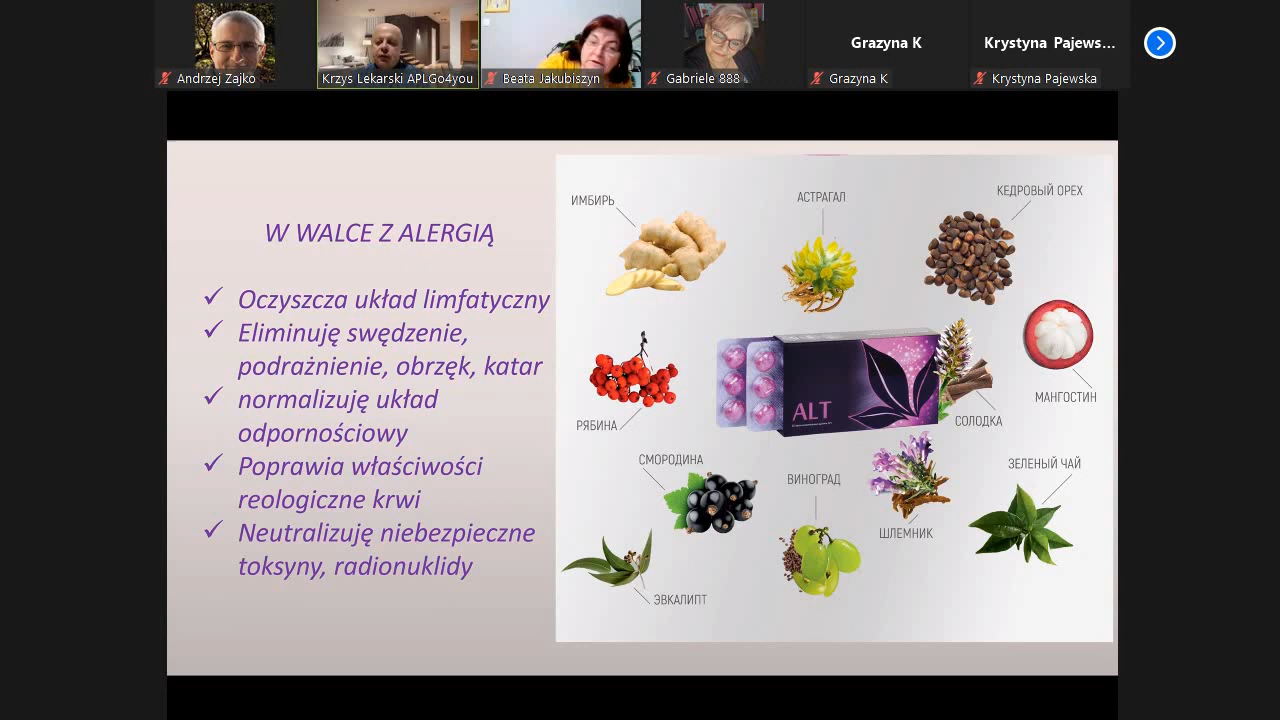 Grazyna K
Krystyna Pajews...
Andrzej Zajko
Krzys Lekarski APLGo4you
Beata Jakubiszyn
Gabriele 888
Grazyna K
Krystyna Pajewska
W WALCE Z ALERGIĄ
✓ Oczyszcza układ limfatyczny
✓ Eliminuję swędzenie,
podrażnienie, obrzęk, katar
✓ normalizuję układ
odpornościowy
✓ Poprawia właściwości
reologiczne krwi
✓ Neutralizuję niebezpieczne
toksyny, radionuklidy
ИМБИРЬ
АСТРАГАЛ
КЕДРОВЫЙ ОРЕХ
РЯБИНА
ALT
СОЛОДКА
МАНГОСТИН
СМОРОДИНА
ВИНОГРАД
ШЛЕМНИК
ЗЕЛЕНЫЙ ЧАЙ
ЭВКАЛИПТ